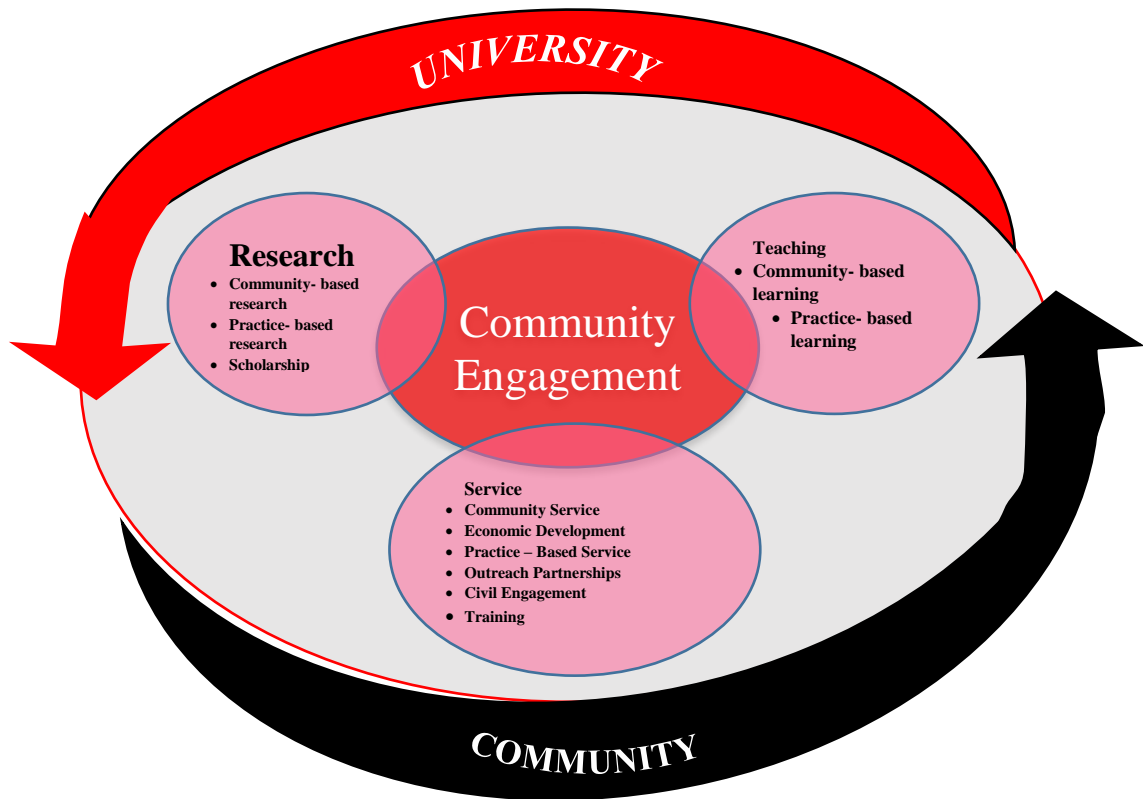 UNIVERSITY
Research
• Community- based
research
• Practice- based
research
• Scholarship
Community
Engagement
Teaching
• Community- based
learning
• Practice- based
learning
Service
• Community Service
• Economic Development
• Practice – Based Service
• Outreach Partnerships
• Civil Engagement
• Training
COMMUNITY